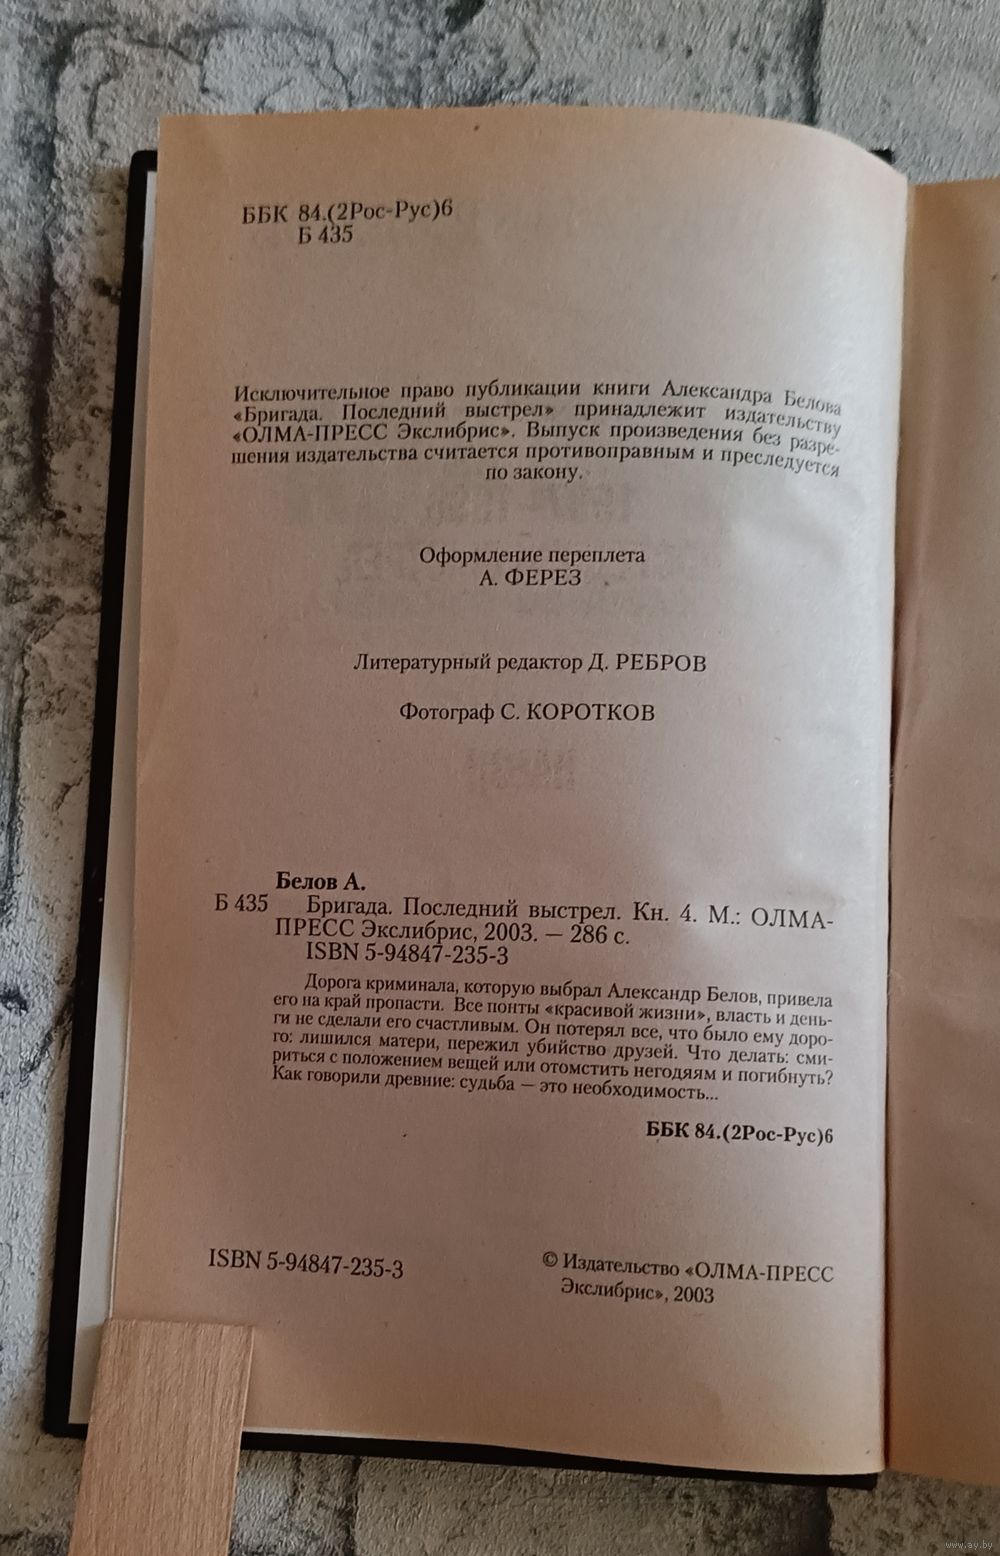 ББК 84.(2Рос-Рус)6
Б 435
Исключительное право публикации книги Александра Белова
«Бригада. Последний выстрел» принадлежит издательству
«ОЛМА-ПРЕСС Экслибрис». Выпуск произведения без разре-
шения издательства считается противоправным и преследуется
по закону.
Оформление переплета
А. ФЕРЕЗ
Литературный редактор Д. РЕБРОВ
Фотограф С. КОРОТКОВ
Белов А.
Б 435 Бригада. Последний выстрел. Кн. 4. М.: ОЛМА-
ПРЕСС Экслибрис, 2003. — 286 с.
ISBN 5-94847-235-3
Дорога криминала, которую выбрал Александр Белов, привела
его на край пропасти. Все понты «красивой жизни», власть и день-
ги не сделали его счастливым. Он потерял все, что было ему доро-
го: лишился матери, пережил убийство друзей. Что делать: сми-
риться с положением вещей или отомстить негодяям и погибнуть?
Как говорили древние: судьба — это необходимость...
ББК 84.(2Рос-Рус)6
ISBN 5-94847-235-3
© Издательство «ОЛМА-ПРЕСС
Экслибрис», 2003
www.ay.by